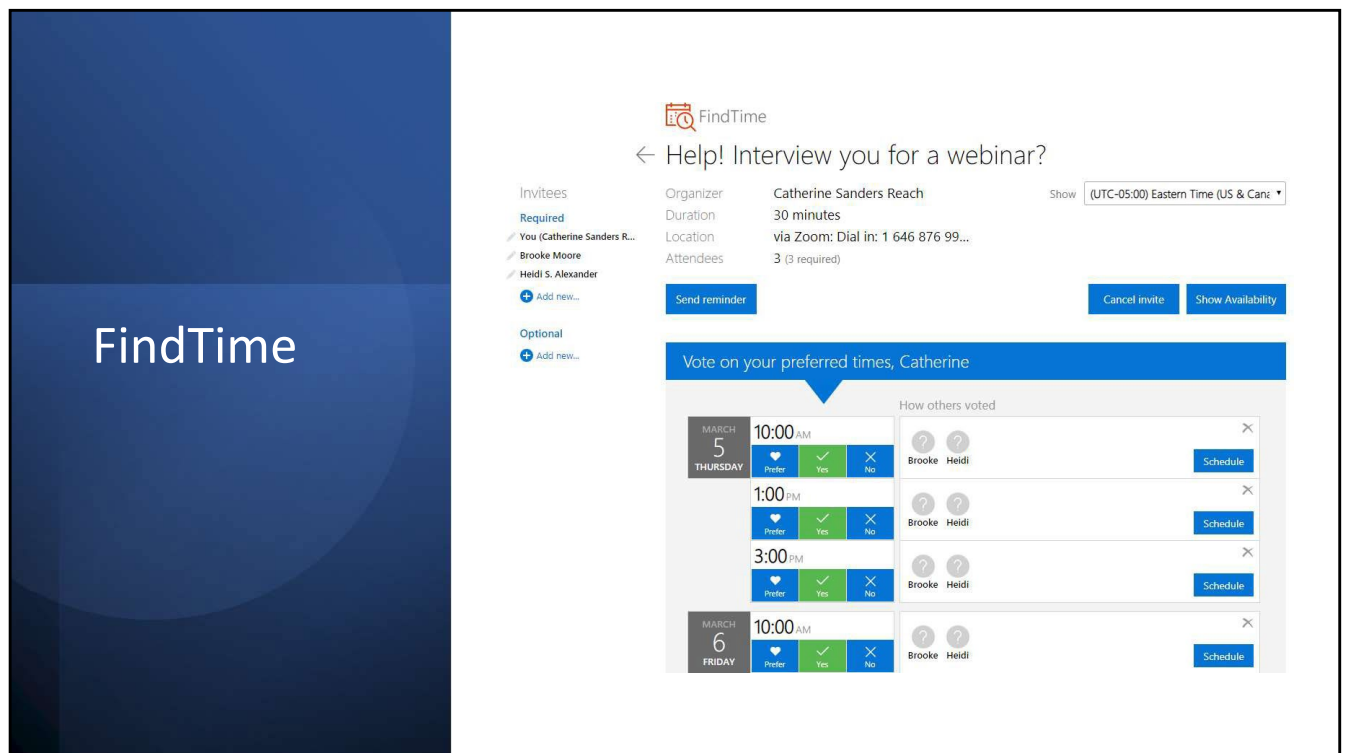 FindTime
FindTime
← Help! Interview you for a webinar?
Invitees
Required
You (Catherine Sanders R...
Brooke Moore
Heidi S. Alexander
Add new...
Optional
Add new...
Organizer Catherine Sanders Reach
Duration 30 minutes
Location via Zoom: Dial in: 1 646 876 99...
Attendees 3 (3 required)
Show (UTC-05:00) Eastern Time (US & Cana
Send reminder Cancel invite Show Availability
Vote on your preferred times, Catherine
How others voted
MARCH
5
THURSDAY
10:00 AM
Prefer Yes No
Brooke Heidi
Schedule
1:00 PM
Prefer Yes No
Brooke Heidi
Schedule
3:00 PM
Prefer Yes No
Brooke Heidi
Schedule
MARCH
6
FRIDAY
10:00 AM
Prefer Yes No
Brooke Heidi
Schedule